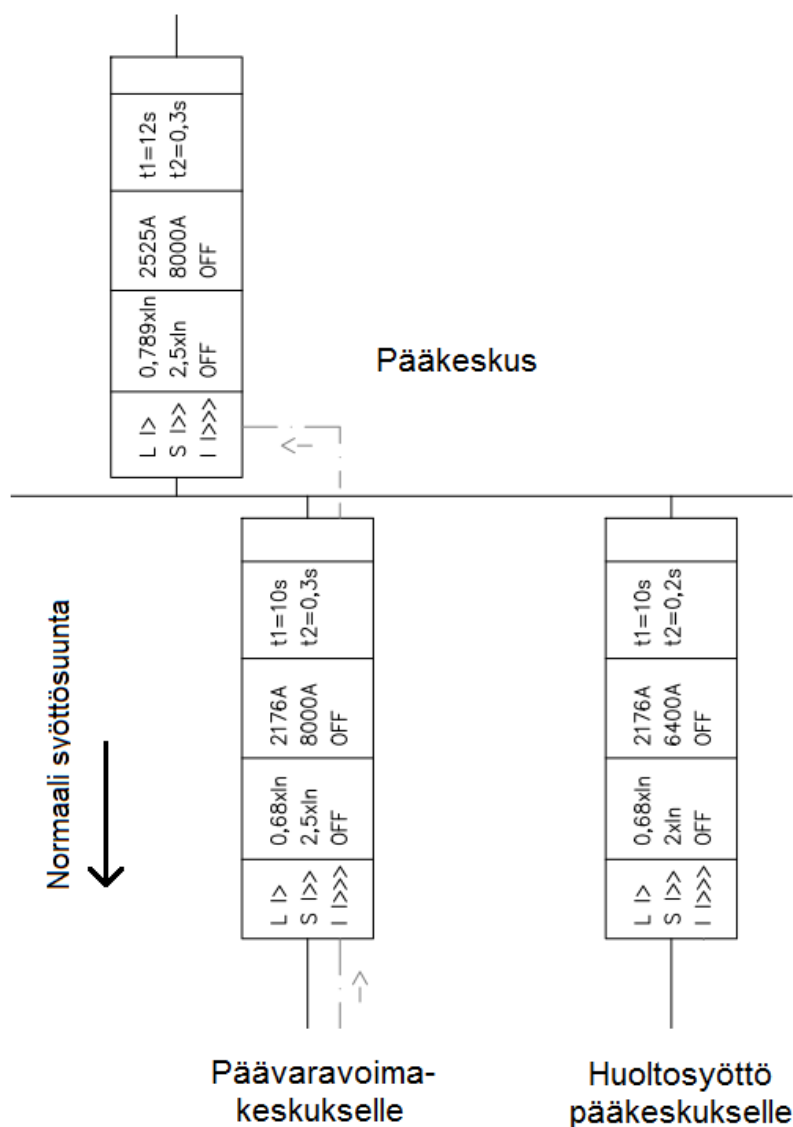 t1=12s
t2=0,3s
2525A
8000A
OFF
0,789xIn
2,5xIn
OFF
L I>
S I>>
I I>>>
Pääkeskus
Normaali syöttösuunta
t1=10s
t2=0,3s
2176A
8000A
OFF
0,68xIn
2,5xIn
OFF
L I>
S I>>
I I>>>
t1=10s
t2=0,2s
2176A
6400A
OFF
0,68xIn
2xIn
OFF
L I>
S I>>
I I>>>
Päävaravoima-
keskukselle
Huoltosyöttö
pääkeskukselle